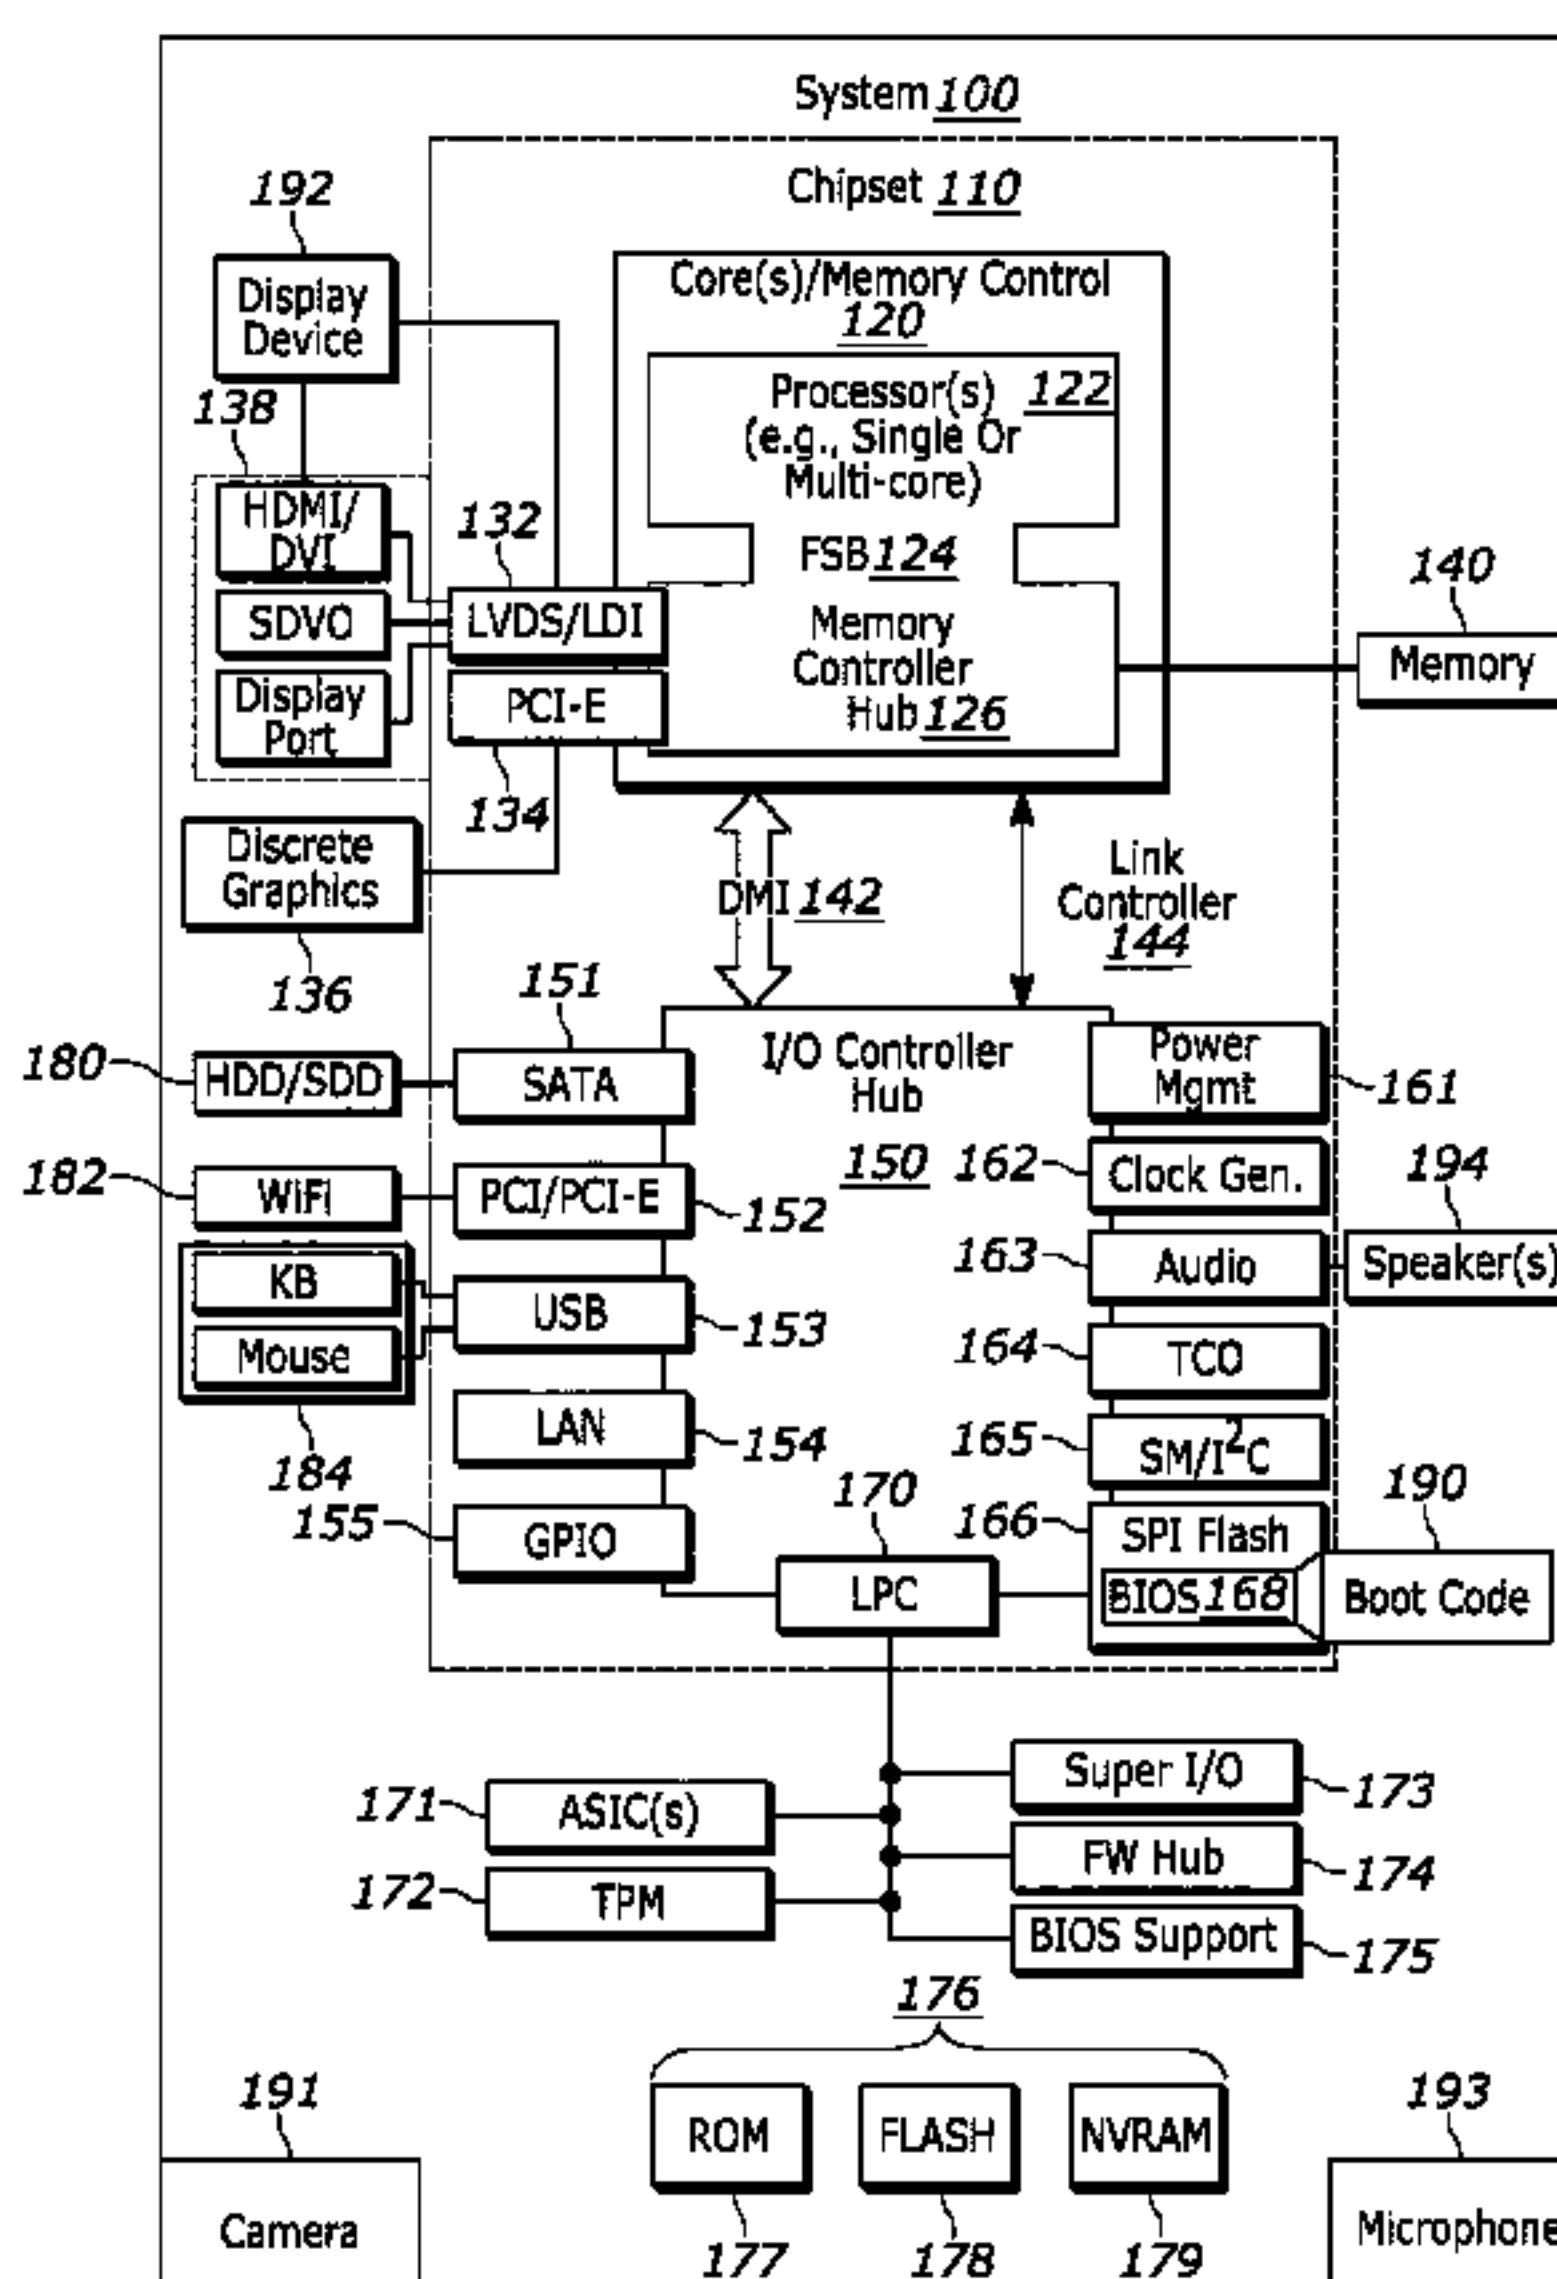 System 100
Chipset 110
192
Display
Device
Core(s)/Memory Control
120
Processor(s) 122
(e.g., Single Or
Multi-core)
FSB 124
Memory
Controller
Hub 126
138
HDMI/
DVI
SDVO
Display
Port
132
LVDS/LDI
PCI-E
134
140
Memory
Discrete
Graphics
136
DMI 142
Link
Controller
144
151
180
HDD/SDD
SATA
I/O Controller
Hub
150
Power
Mgmt
161
182
WiFi
PCI/PCI-E
152
162
Clock Gen.
194
KB
Mouse
184
USB
153
163
Audio
Speaker(s)
164
TCO
LAN
154
165
SM/I2C
155
GPIO
170
LPC
166
SPI Flash
BIOS 168
190
Boot Code
171
ASIC(s)
172
TPM
Super I/O
173
FW Hub
174
BIOS Support
175
176
ROM
FLASH
NVRAM
177
178
179
191
Camera
193
Microphone